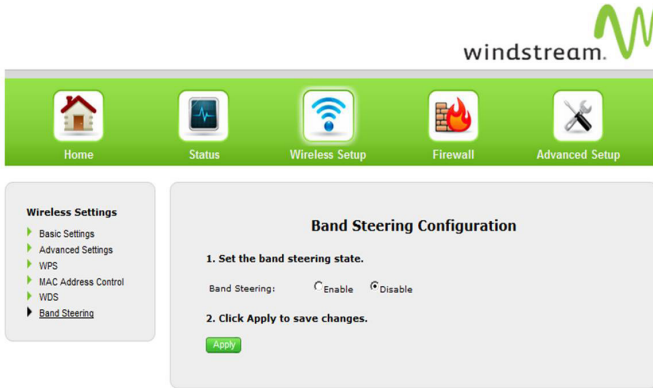 windstream.
Home Status Wireless Setup Firewall Advanced Setup
Wireless Settings
Basic Settings
Advanced Settings
WPS
MAC Address Control
WDS
Band Steering
Band Steering Configuration
1. Set the band steering state.
Band Steering: Enable Disable
2. Click Apply to save changes.
Apply